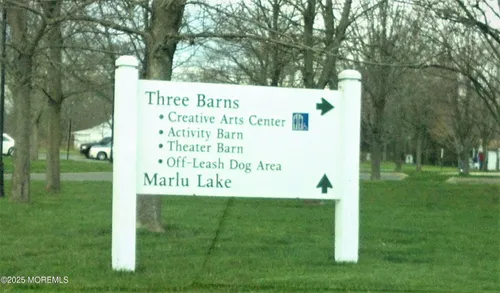 Three Barns
• Creative Arts Center
• Activity Barn
• Theater Barn
• Off-Leash Dog Area
Marlu Lake
©2025 MOREMLS